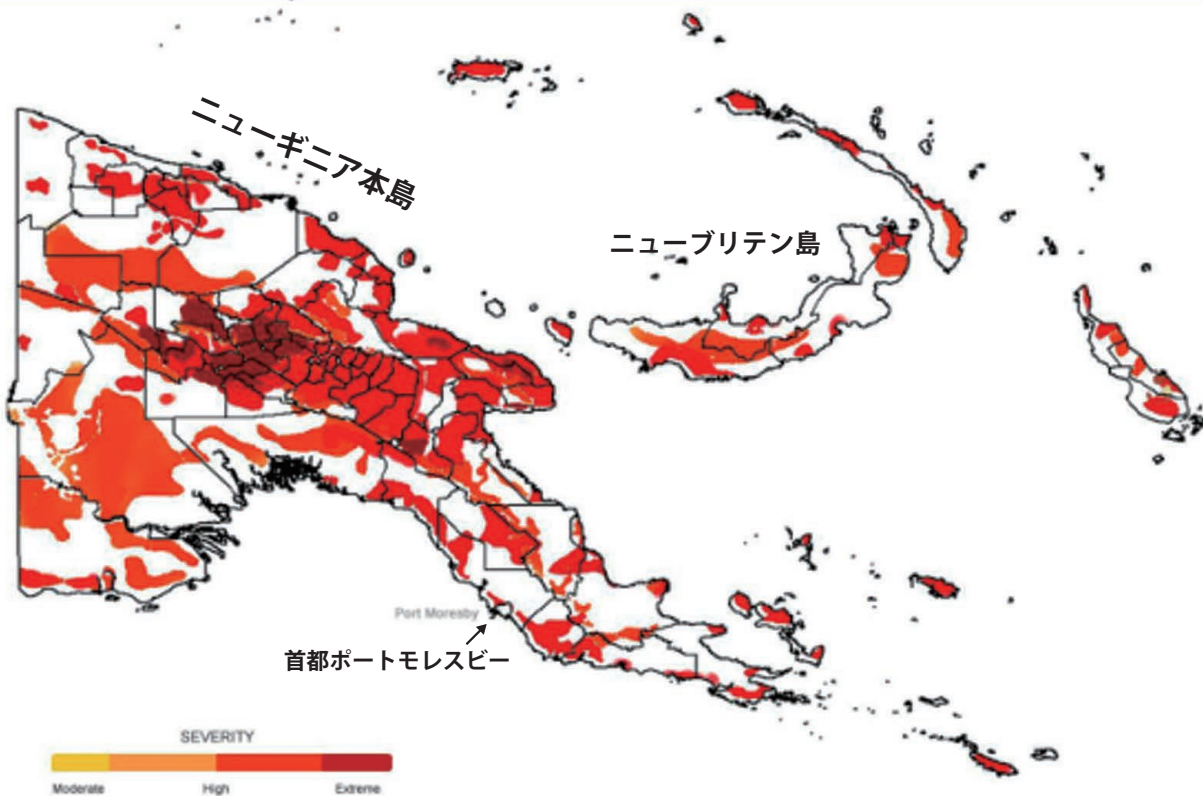 ニューギニア本島
ニューブリテン島
Port Moresby
首都ポートモレスビー
SEVERITY
Moderate High Extreme